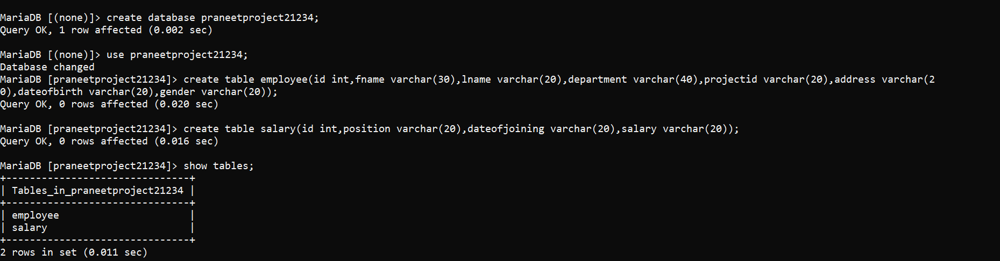 MariaDB [(none)]> create database praneetproject21234;
Query OK, 1 row affected (0.002 sec)
MariaDB [(none)]> use praneetproject21234;
Database changed
MariaDB [praneetproject21234]> create table employee(id int,fname varchar(30),lname varchar(20),department varchar(40),projectid varchar(20),address varchar(2
0),dateofbirth varchar(20),gender varchar(20));
Query OK, 0 rows affected (0.020 sec)
MariaDB [praneetproject21234]> create table salary(id int,position varchar(20),dateofjoining varchar(20),salary varchar(20));
Query OK, 0 rows affected (0.016 sec)
MariaDB [praneetproject21234]> show tables;
+-------------------------------+
| Tables_in_praneetproject21234 |
+-------------------------------+
| employee                      |
| salary                        |
+-------------------------------+
2 rows in set (0.011 sec)